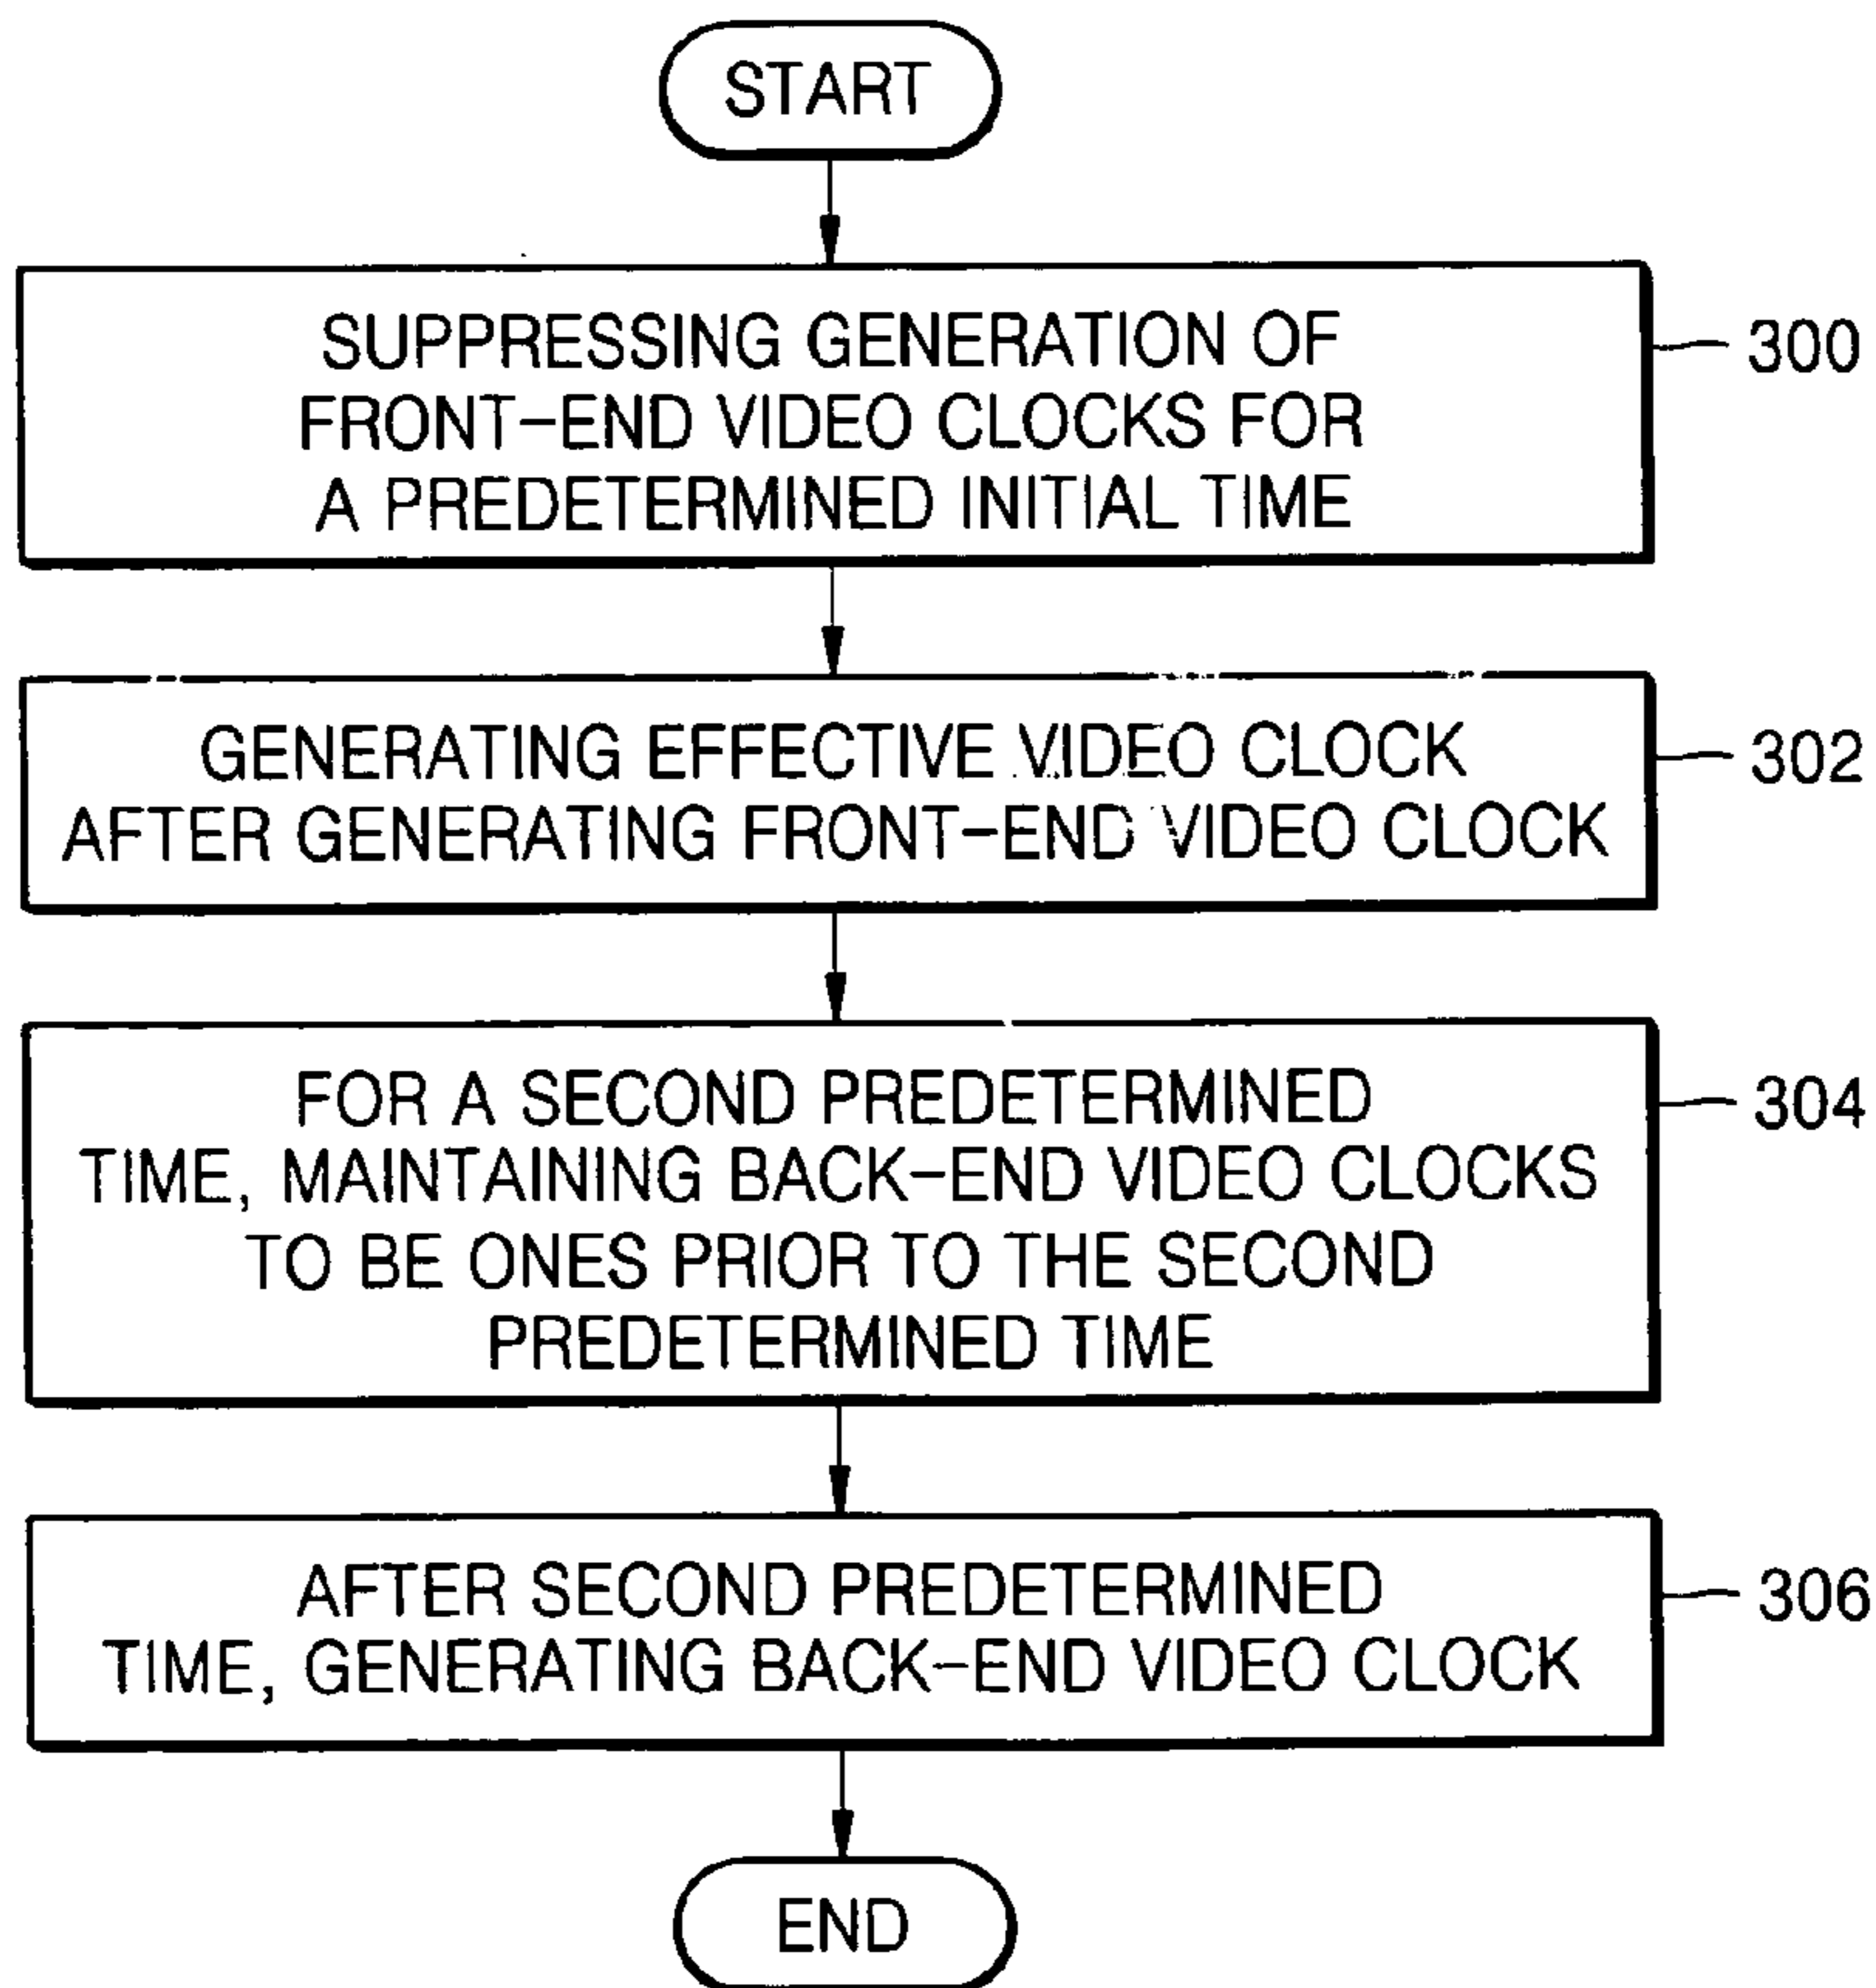 START
SUPPRESSING GENERATION OF
FRONT-END VIDEO CLOCKS FOR
A PREDETERMINED INITIAL TIME
300
GENERATING EFFECTIVE VIDEO CLOCK
AFTER GENERATING FRONT-END VIDEO CLOCK
302
FOR A SECOND PREDETERMINED
TIME, MAINTAINING BACK-END VIDEO CLOCKS
TO BE ONES PRIOR TO THE SECOND
PREDETERMINED TIME
304
AFTER SECOND PREDETERMINED
TIME, GENERATING BACK-END VIDEO CLOCK
306
END